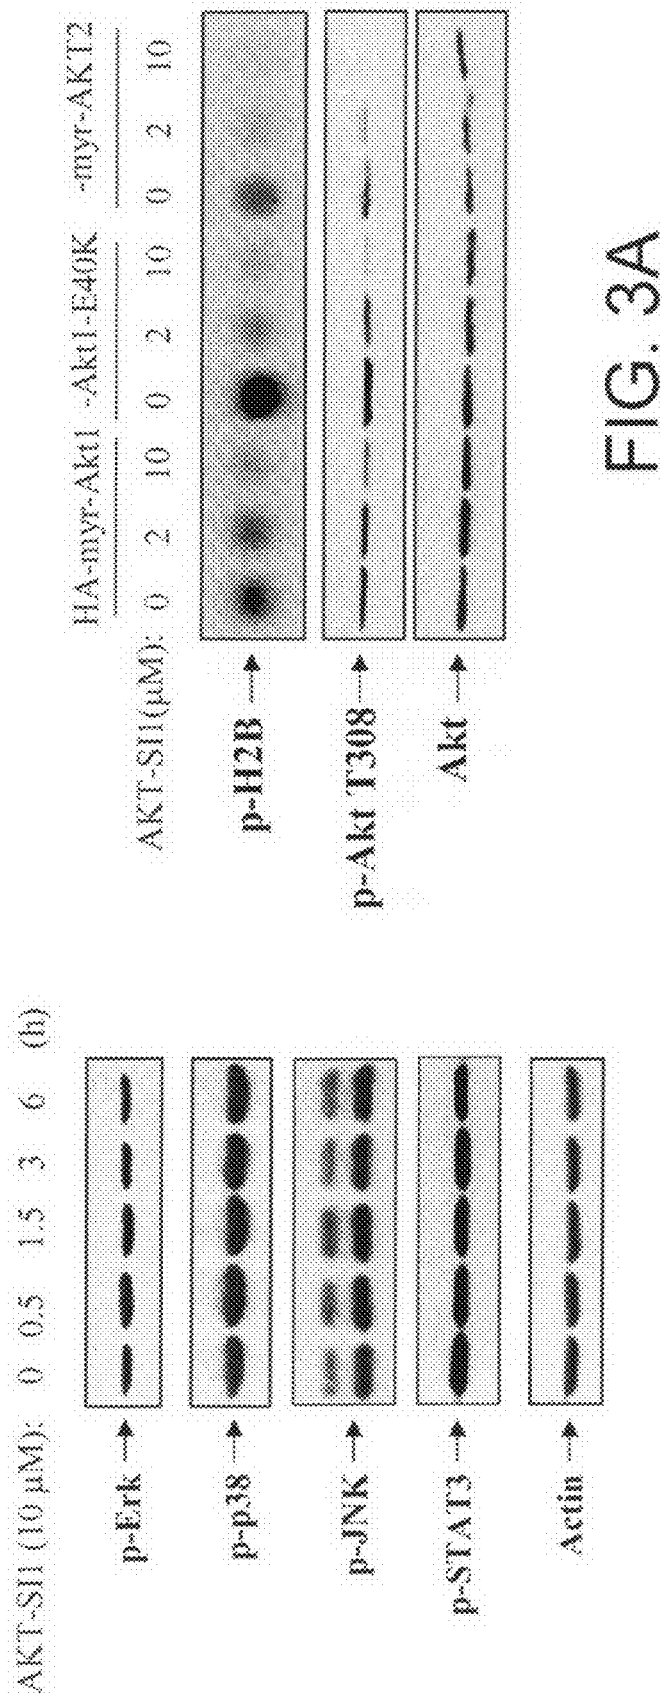 AKT-SI1 (10 µM): 0 0.5 1.5 3 6 (h)
p-Erk
p-p38
p-JNK
p-STAT3
Actin
HA-myr-Akt1 -Akt1-E40K -myr-AKT2
AKT-SI1(µM): 0 2 10 0 2 10 0 2 10
p-H2B
p-Akt T308
Akt
FIG. 3A